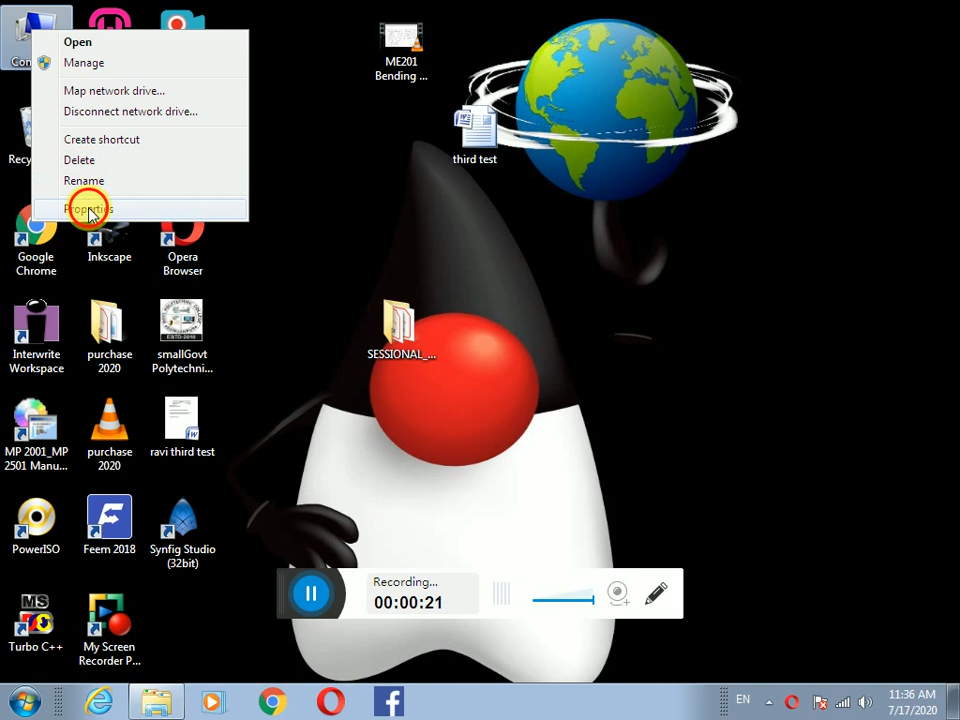 Open
Manage
Map network drive...
Disconnect network drive...
Create shortcut
Delete
Rename
Properties
ME201
Bending ...
third test
Google
Chrome
Inkscape
Opera
Browser
SESSIONAL_...
Interwrite
Workspace
purchase
2020
smallGovt
Polytechni...
MP 2001_MP
2501 Manu...
purchase
2020
ravi third test
PowerISO
Feem 2018
Synfig Studio
(32bit)
Recording...
00:00:21
MS
Turbo C++
My Screen
Recorder P...
EN
11:36 AM
7/17/2020